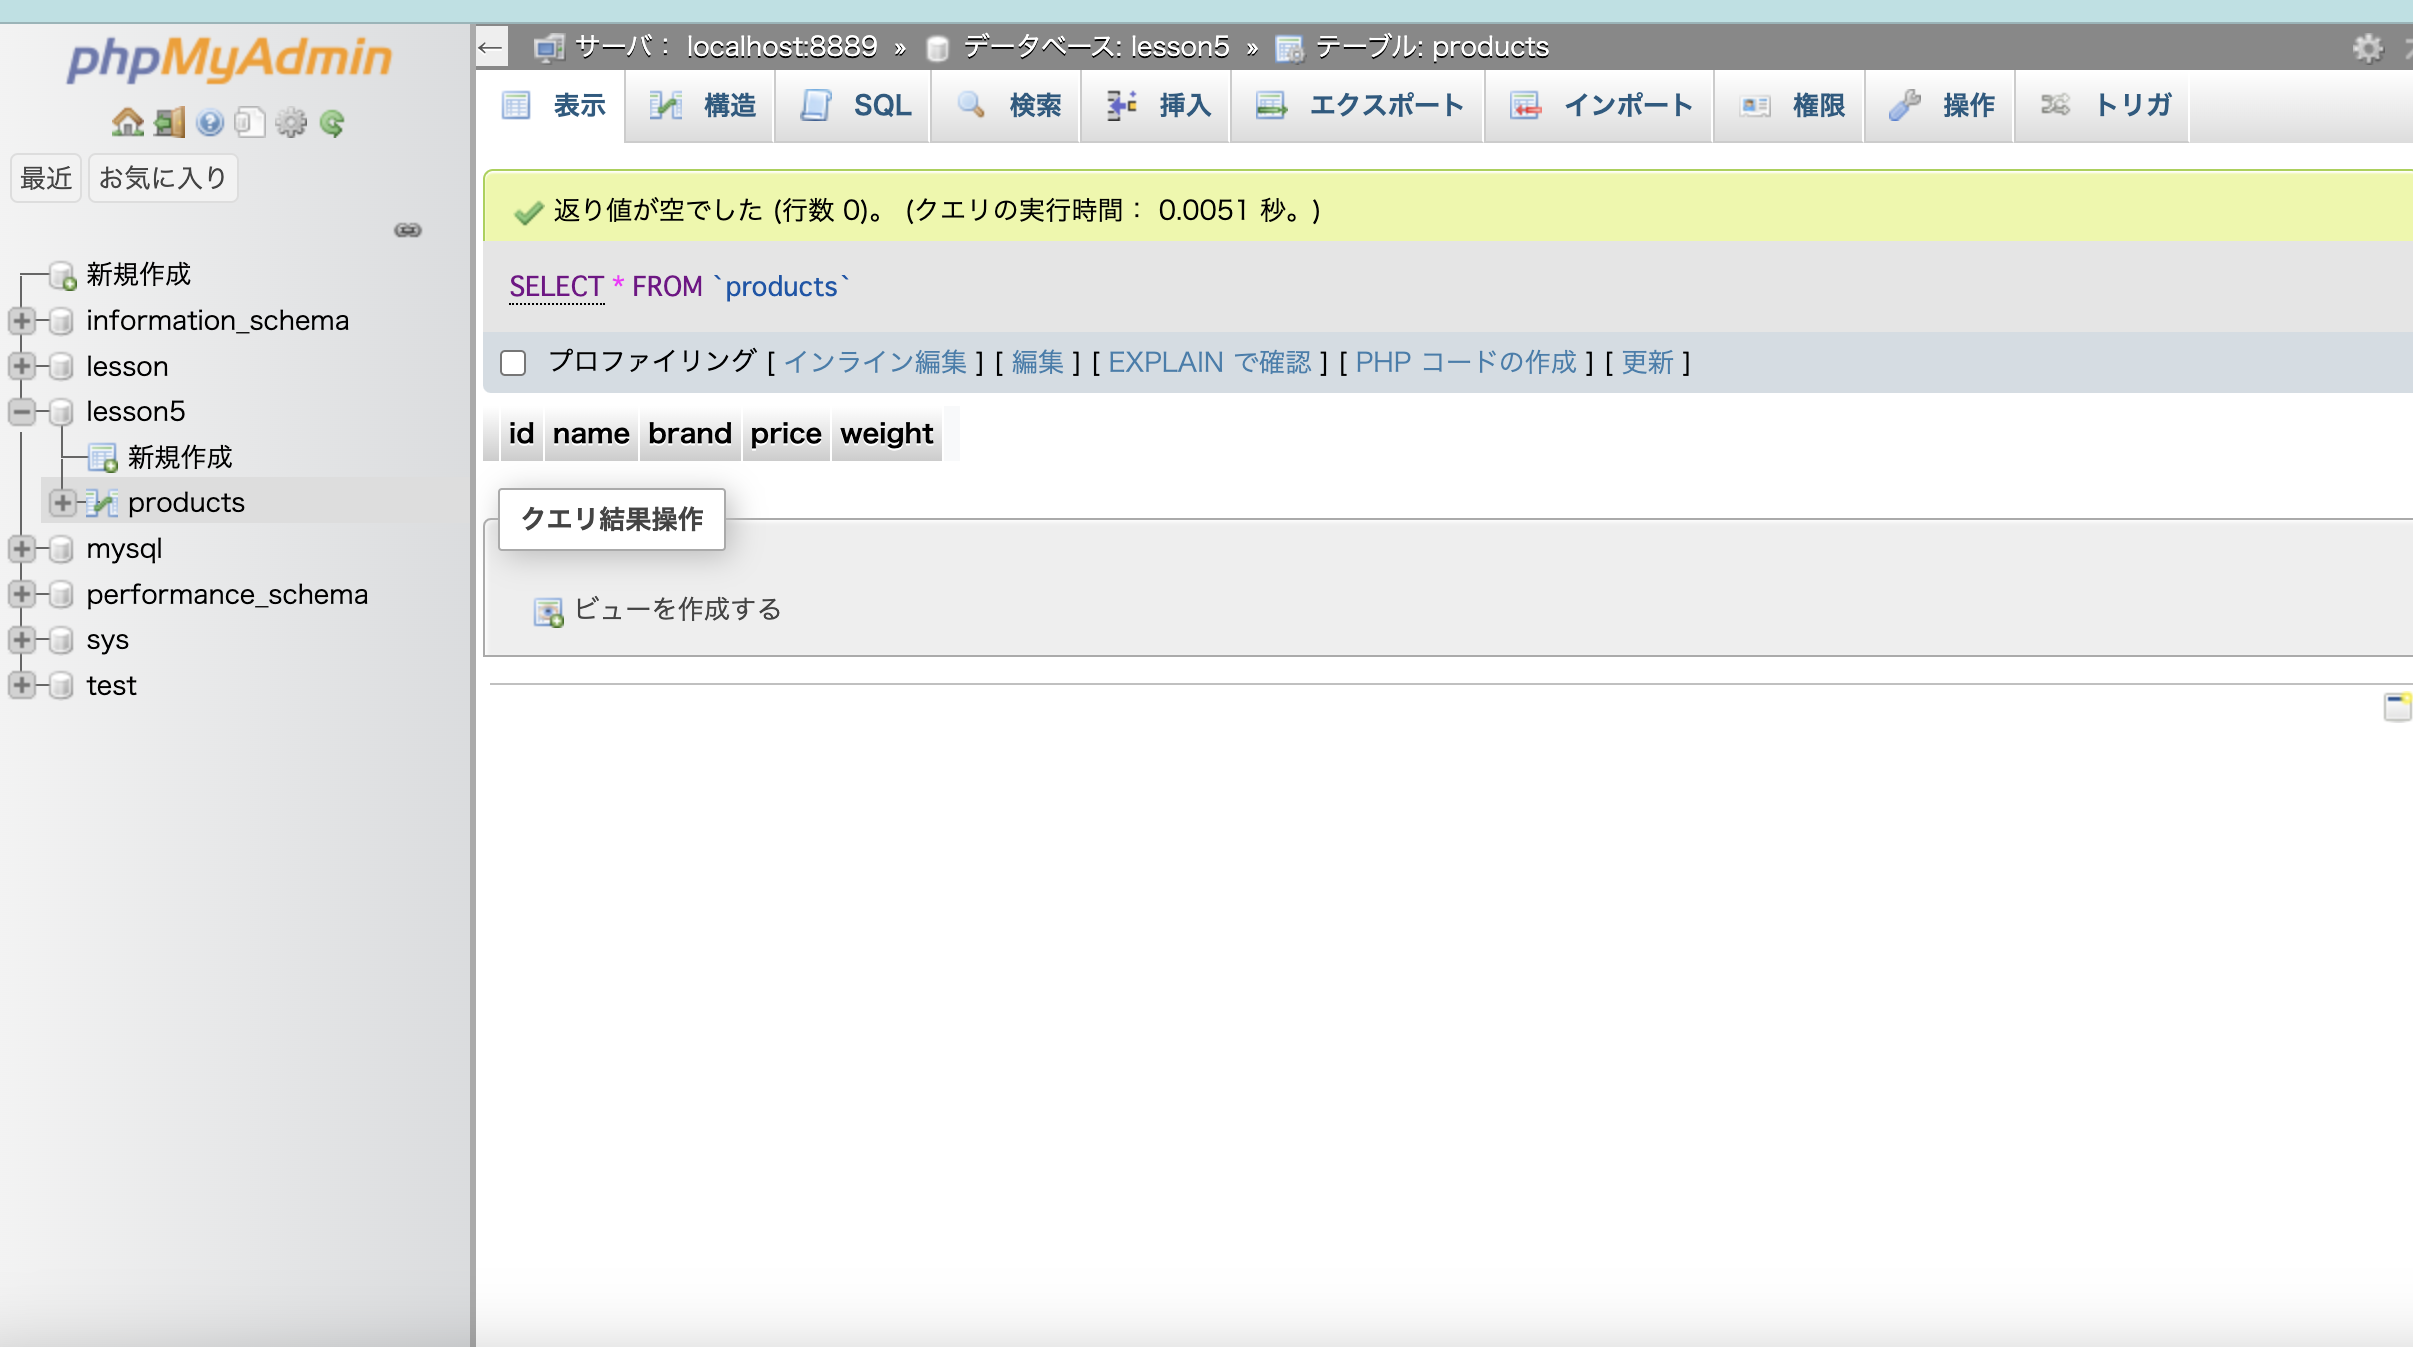 phpMyAdmin
最近 お気に入り
新規作成
information_schema
lesson
lesson5
新規作成
products
mysql
performance_schema
sys
test
サーバ： localhost:8889 » データベース: lesson5 » テーブル: products
表示 構造 SQL 検索 挿入 エクスポート インポート 権限 操作 トリガ
返り値が空でした (行数 0)。 (クエリの実行時間： 0.0051 秒。)
SELECT * FROM `products`
プロファイリング [ インライン編集 ] [ 編集 ] [ EXPLAIN で確認 ] [ PHP コードの作成 ] [ 更新 ]
id name brand price weight
クエリ結果操作
ビューを作成する